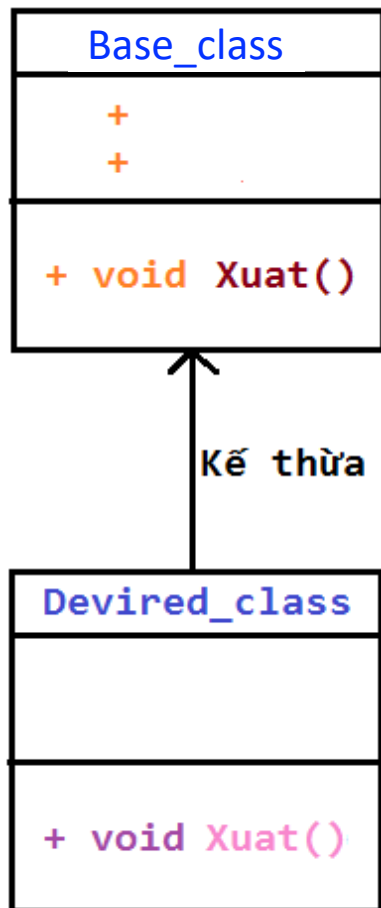 Base_class
+
+
+ void Xuat()
Kế thừa
Devired_class
+ void Xuat()